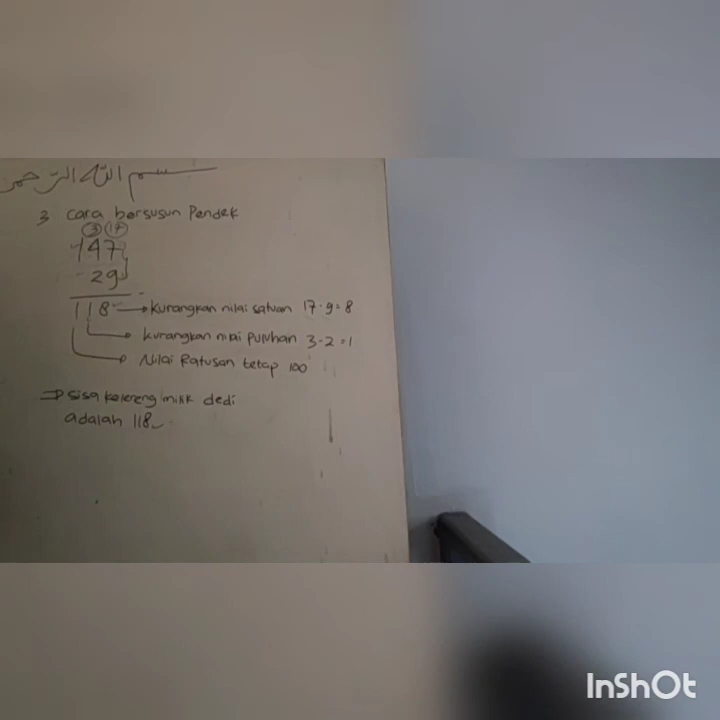 بسم الله الرحمن
3 Cara bersusun Pendek
3 17
147
29
118 → kurangkan nilai satuan 17-9=8
kurangkan nilai puluhan 3-2=1
Nilai Ratusan tetap 100
⇒ sisa kelereng milik dedi
adalah 118
InShOt